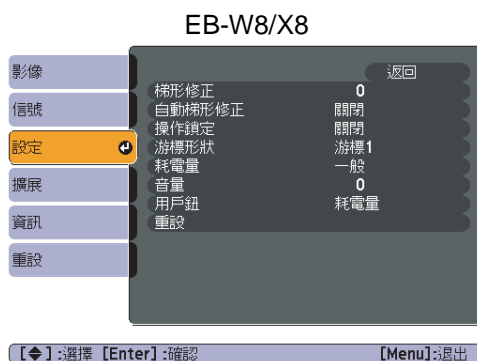 EB-W8/X8
影像
信號
設定
擴展
資訊
重設
返回
梯形修正 0
自動梯形修正 關閉
操作鎖定 關閉
游標形狀 游標1
耗電量 一般
音量 0
用戶鈕 耗電量
重設
[◆]:選擇 [Enter]:確認 [Menu]:退出